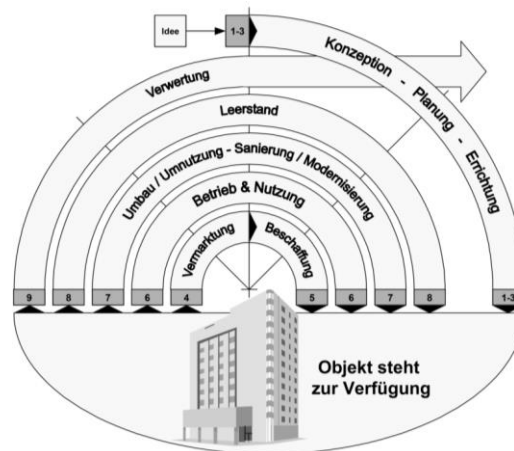 Idee
1-3
Konzeption - Planung - Errichtung
Verwertung
Leerstand
Umbau / Umnutzung - Sanierung / Modernisierung
Betrieb & Nutzung
Vermarktung
Beschaffung
9
8
7
6
4
5
6
7
8
1-3
Objekt steht
zur Verfügung